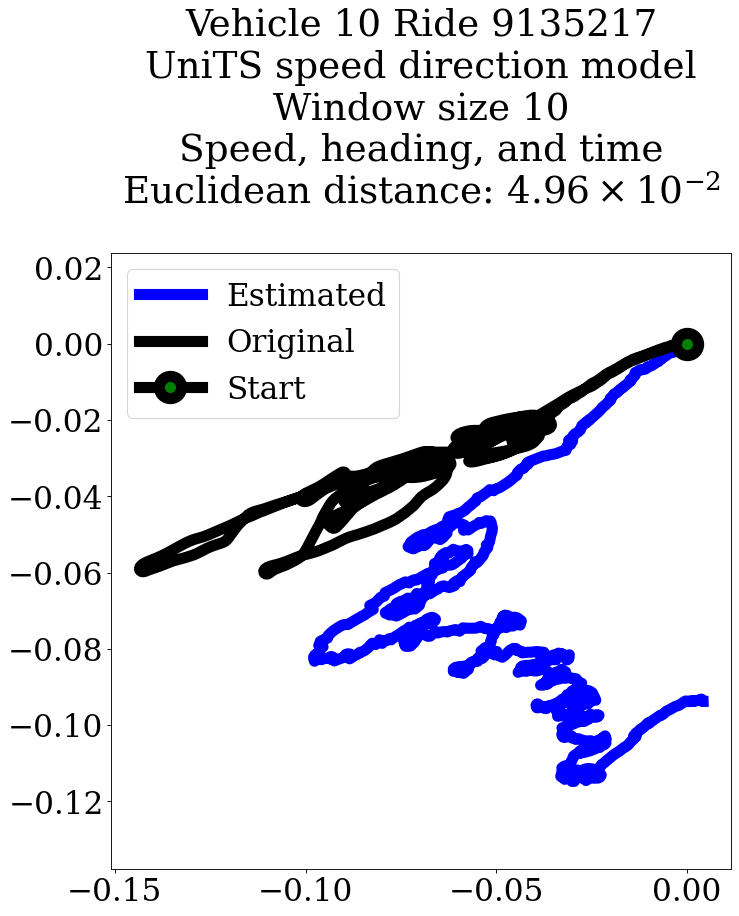 Vehicle 10 Ride 9135217
UniTS speed direction model
Window size 10
Speed, heading, and time
Euclidean distance: 4.96 × 10⁻²
0.02
Estimated
0.00
Original
Start
−0.02
−0.04
−0.06
−0.08
−0.10
−0.12
−0.15 −0.10 −0.05 0.00